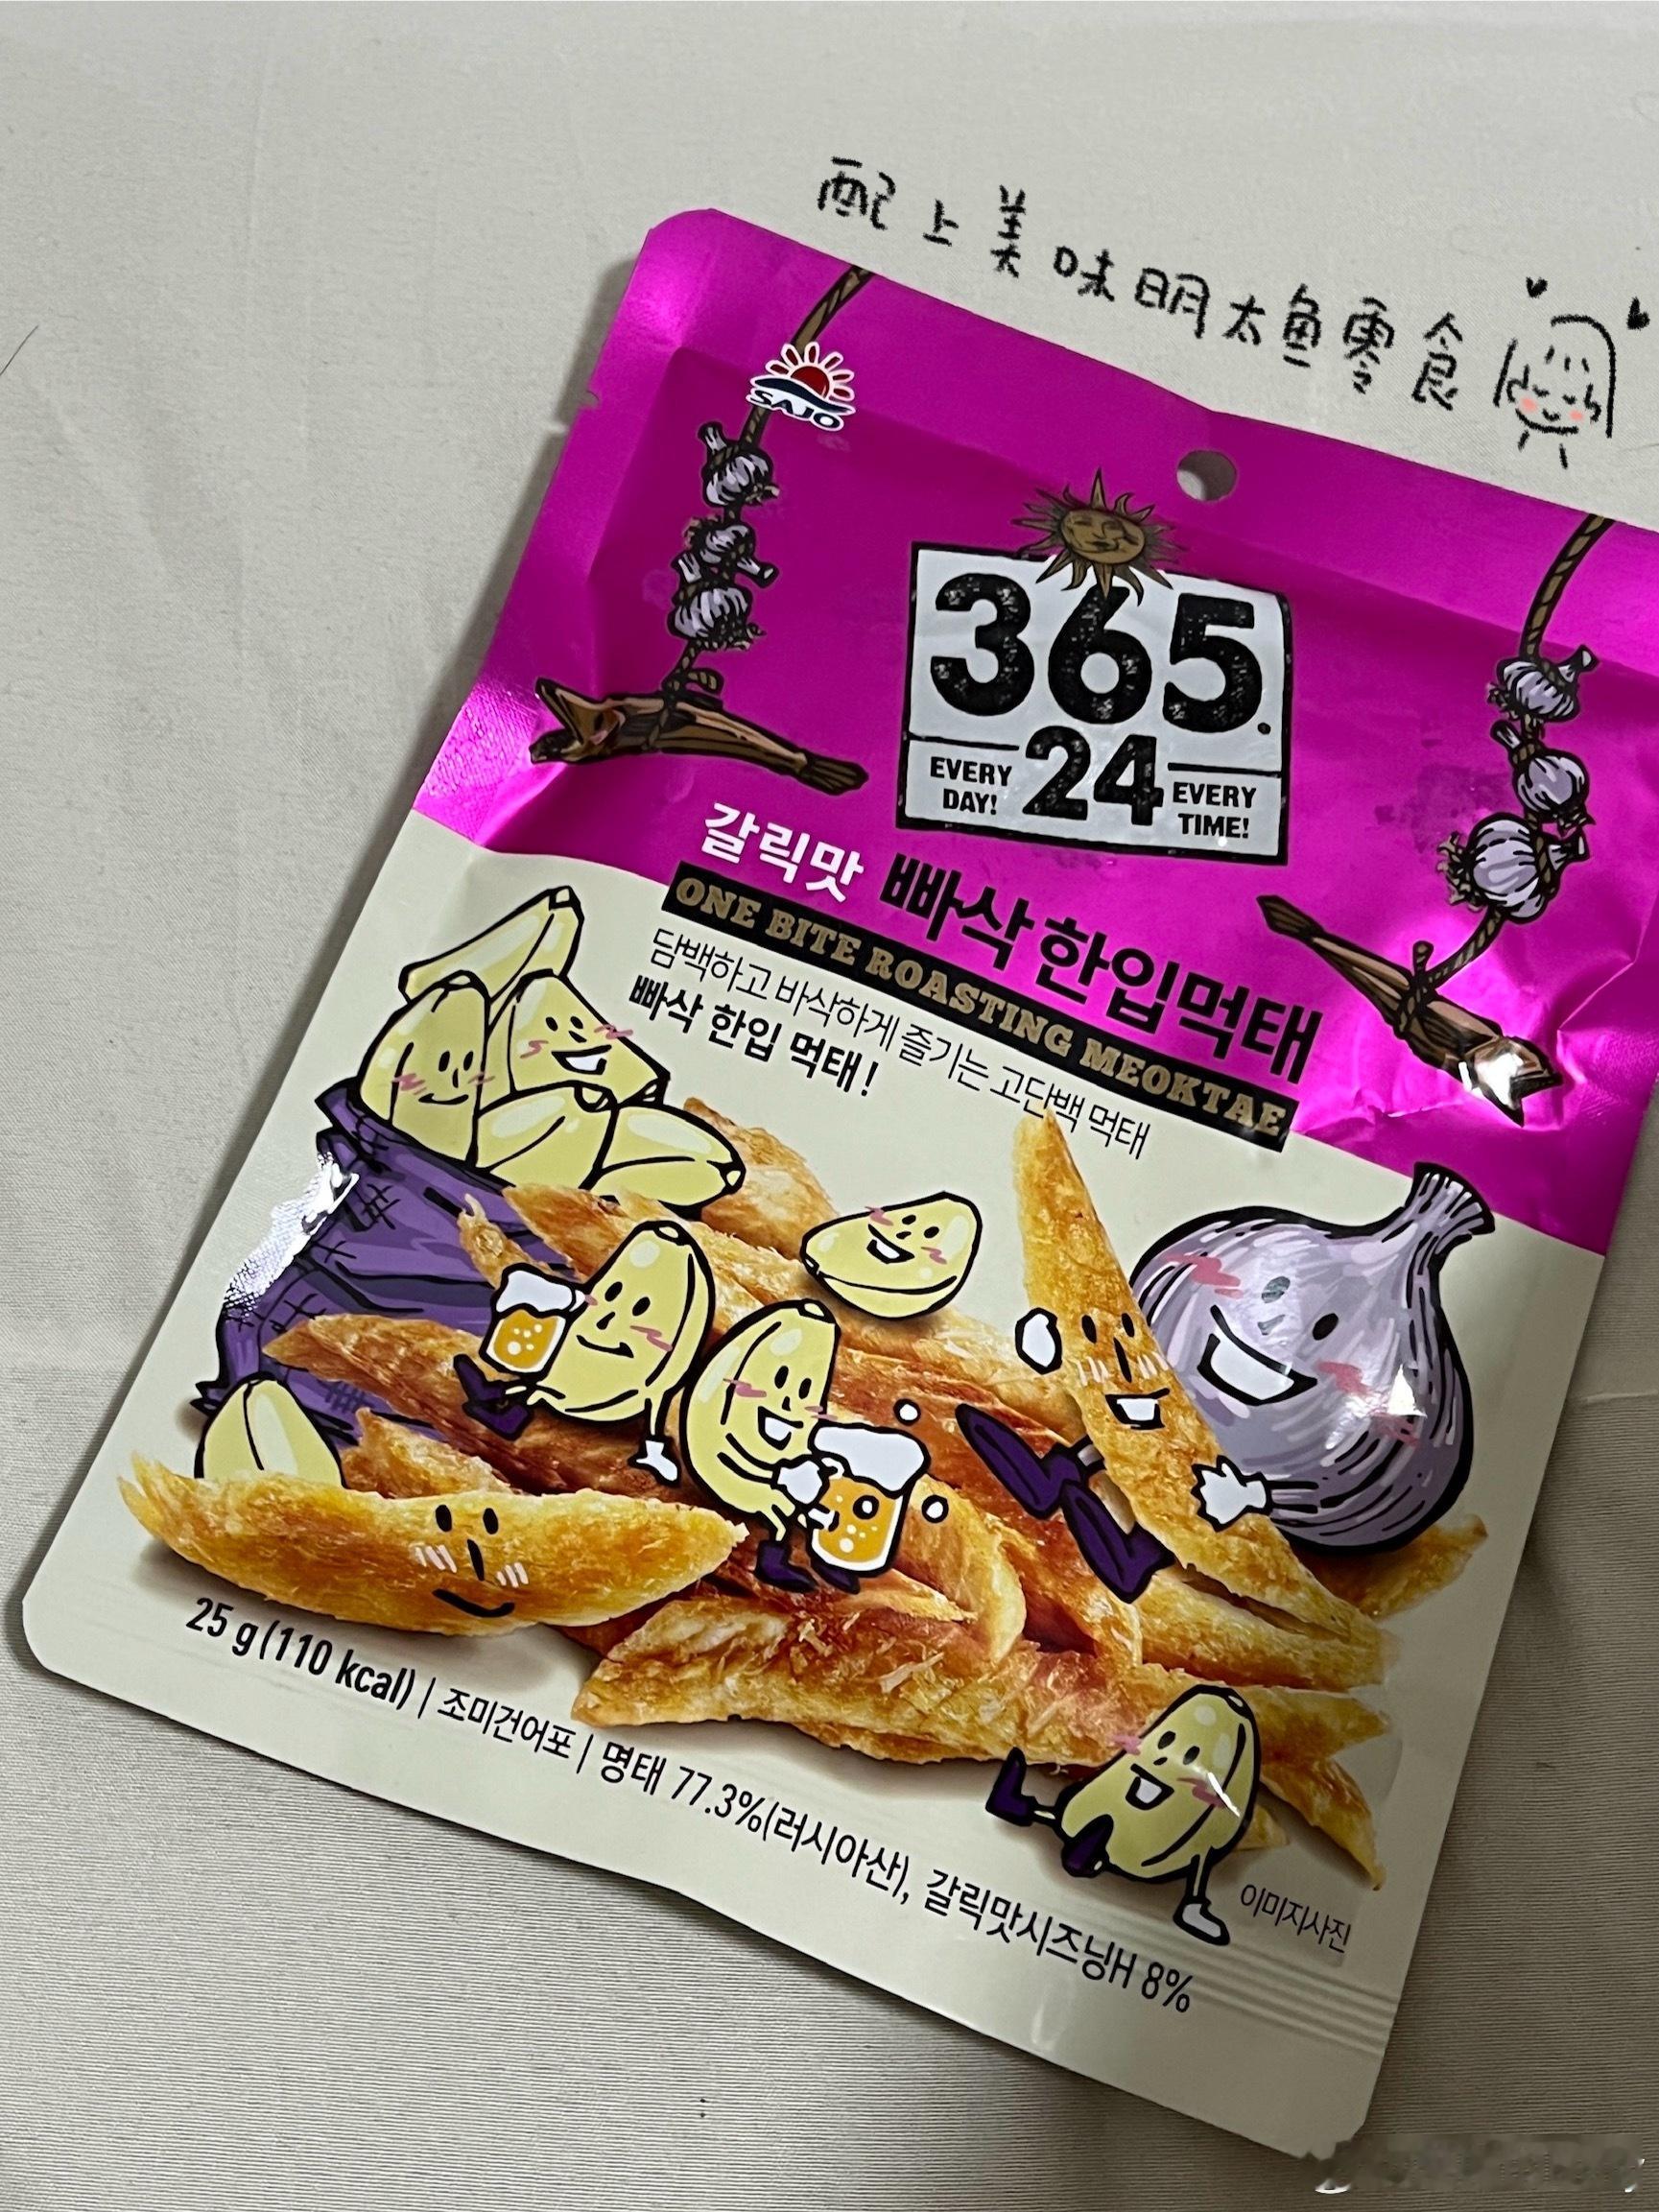 配上美味明太鱼零食
SAJO
365.
EVERY DAY!
24
EVERY TIME!
갈릭맛 빠삭 한입먹태
ONE BITE ROASTING MEOKTAE
담백하고 바삭하게 즐기는 고단백 먹태
빠삭 한입 먹태!
25 g (110 kcal) | 조미건어포 | 명태 77.3%(러시아산), 갈릭맛시즈닝H 8%
이미지사진